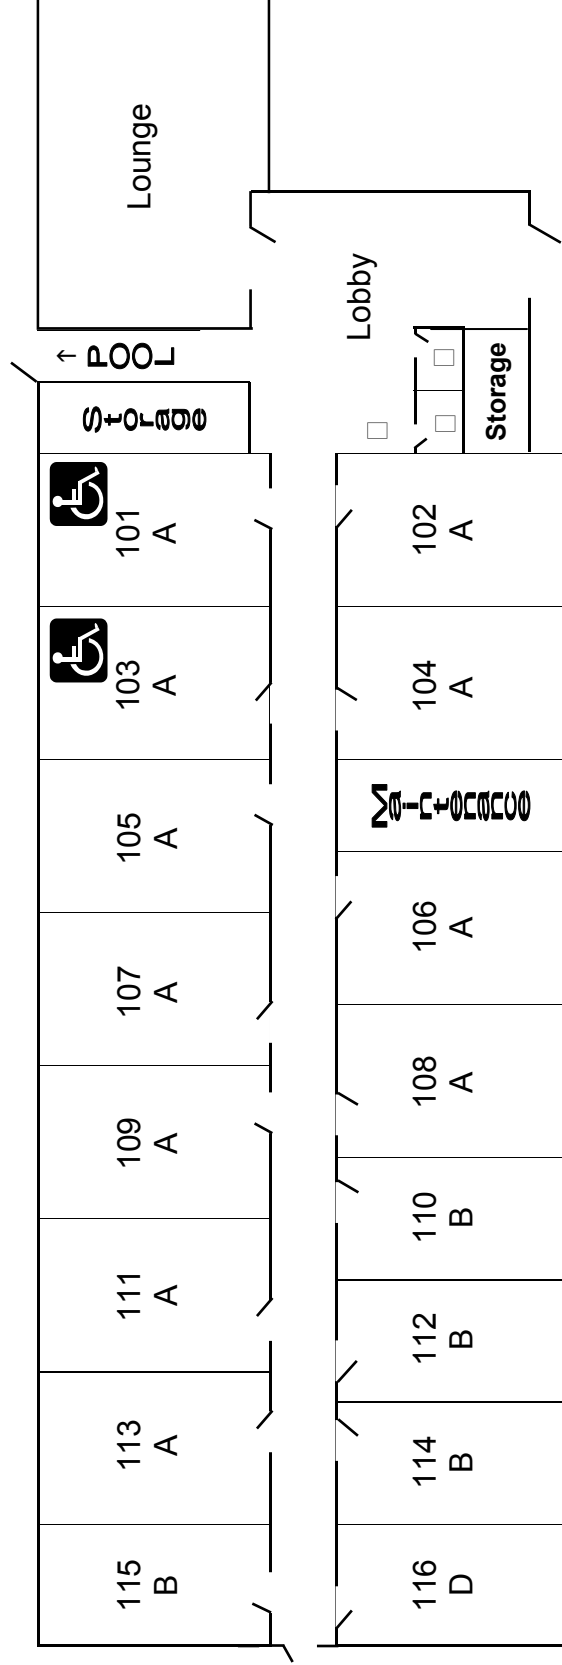 Lounge
Lobby
← POOL
Storage
Storage
101
A
102
A
103
A
104
A
105
A
Maintenance
107
A
106
A
109
A
108
A
111
A
110
B
112
B
113
A
114
B
115
B
116
D